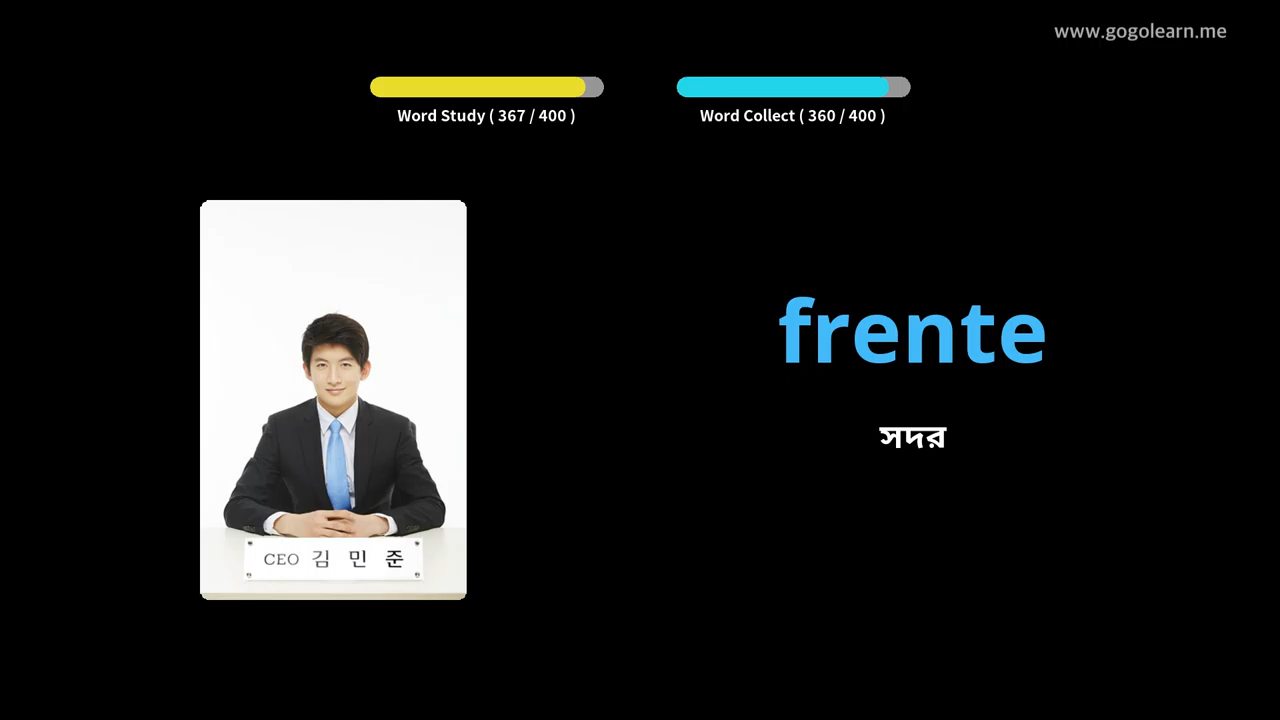 www.gogolearn.me
Word Study ( 367 / 400 )
Word Collect ( 360 / 400 )
frente
সদর
CEO 김 민 준